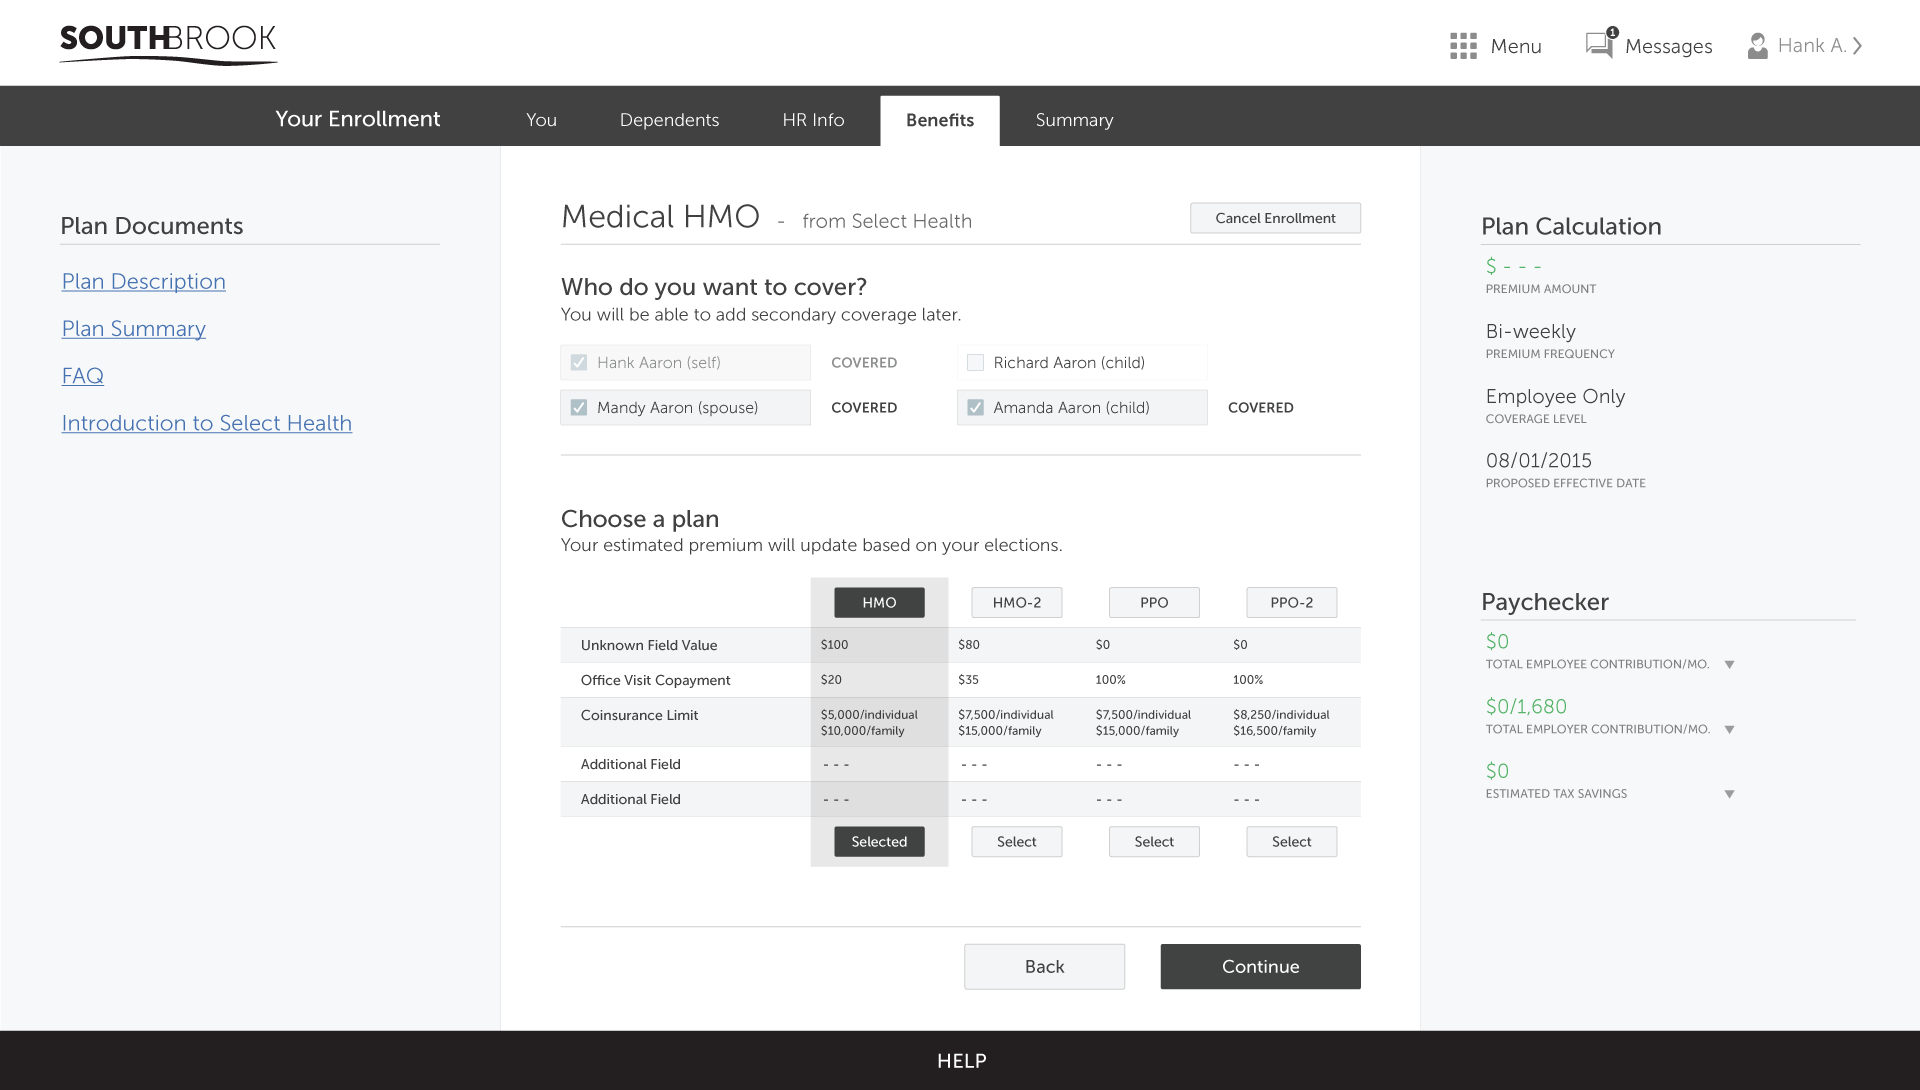 SOUTHBROOK
Menu
1
Messages
Hank A.
Your Enrollment
You
Dependents
HR Info
Benefits
Summary
Plan Documents
Plan Description
Plan Summary
FAQ
Introduction to Select Health
Medical HMO - from Select Health
Cancel Enrollment
Who do you want to cover?
You will be able to add secondary coverage later.
Hank Aaron (self) COVERED
Richard Aaron (child)
Mandy Aaron (spouse) COVERED
Amanda Aaron (child) COVERED
Choose a plan
Your estimated premium will update based on your elections.
HMO HMO-2 PPO PPO-2
Unknown Field Value $100 $80 $0 $0
Office Visit Copayment $20 $35 100% 100%
Coinsurance Limit $5,000/individual $7,500/individual $7,500/individual $8,250/individual
$10,000/family $15,000/family $15,000/family $16,500/family
Additional Field - - - - - - - - - - - -
Additional Field - - - - - - - - - - - -
Selected Select Select Select
Back
Continue
Plan Calculation
$ - - -
PREMIUM AMOUNT
Bi-weekly
PREMIUM FREQUENCY
Employee Only
COVERAGE LEVEL
08/01/2015
PROPOSED EFFECTIVE DATE
Paychecker
$0
TOTAL EMPLOYEE CONTRIBUTION/MO.
$0/1,680
TOTAL EMPLOYER CONTRIBUTION/MO.
$0
ESTIMATED TAX SAVINGS
HELP